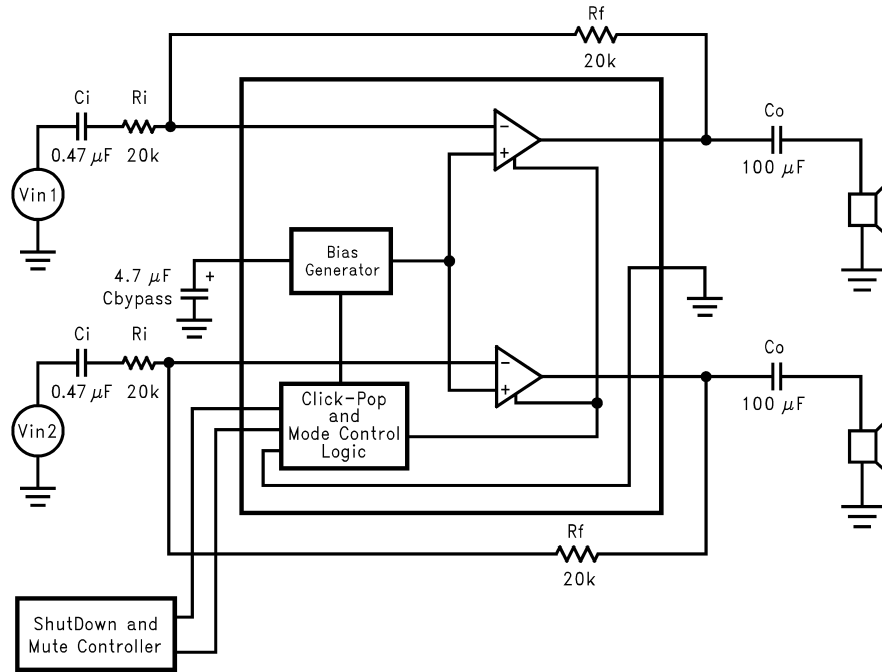 Rf
20k
Ci
Ri
0.47 μF
20k
Vin1
−
+
Co
100 μF
Bias
Generator
4.7 μF
+
Cbypass
Ci
Ri
0.47 μF
20k
Vin2
−
+
Co
100 μF
Click-Pop
and
Mode Control
Logic
Rf
20k
ShutDown and
Mute Controller